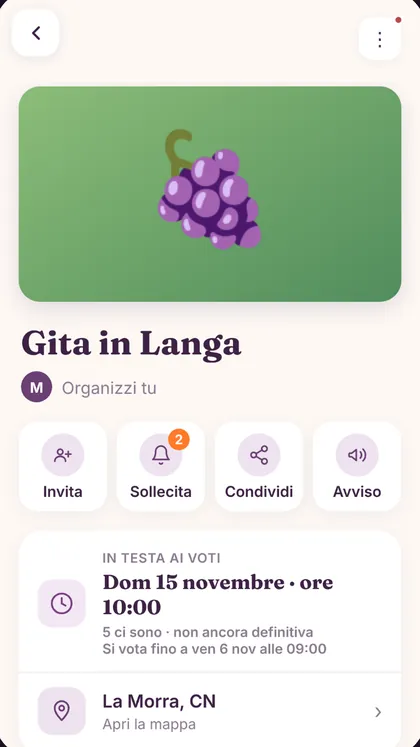 Gita in Langa
M Organizzi tu
2
Invita Sollecita Condividi Avviso
IN TESTA AI VOTI
Dom 15 novembre · ore
10:00
5 ci sono · non ancora definitiva
Si vota fino a ven 6 nov alle 09:00
La Morra, CN
Apri la mappa